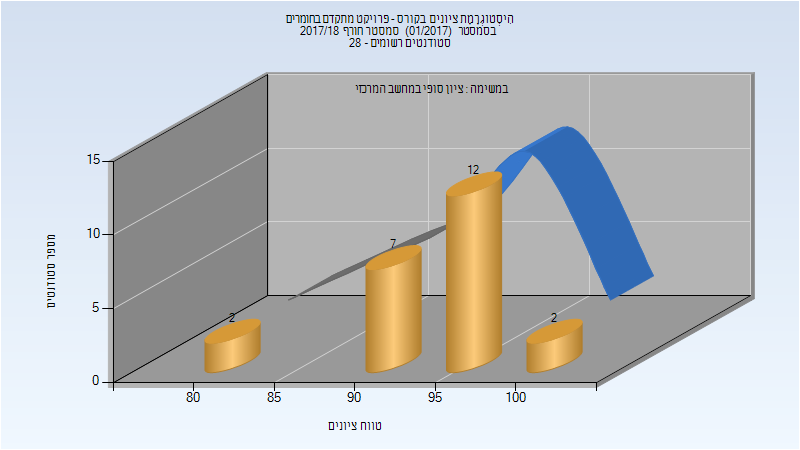 היסטוגרמת ציונים בקורס - פרויקט מתקדם בחומרים
בסמסטר (01/2017) סמסטר חורף 2017/18
סטודנטים רשומים - 28
במשימה : ציון סופי במחשב המרכזי
15
10
5
0
מספר סטודנטים
2
7
12
2
80
85
90
95
100
טווח ציונים